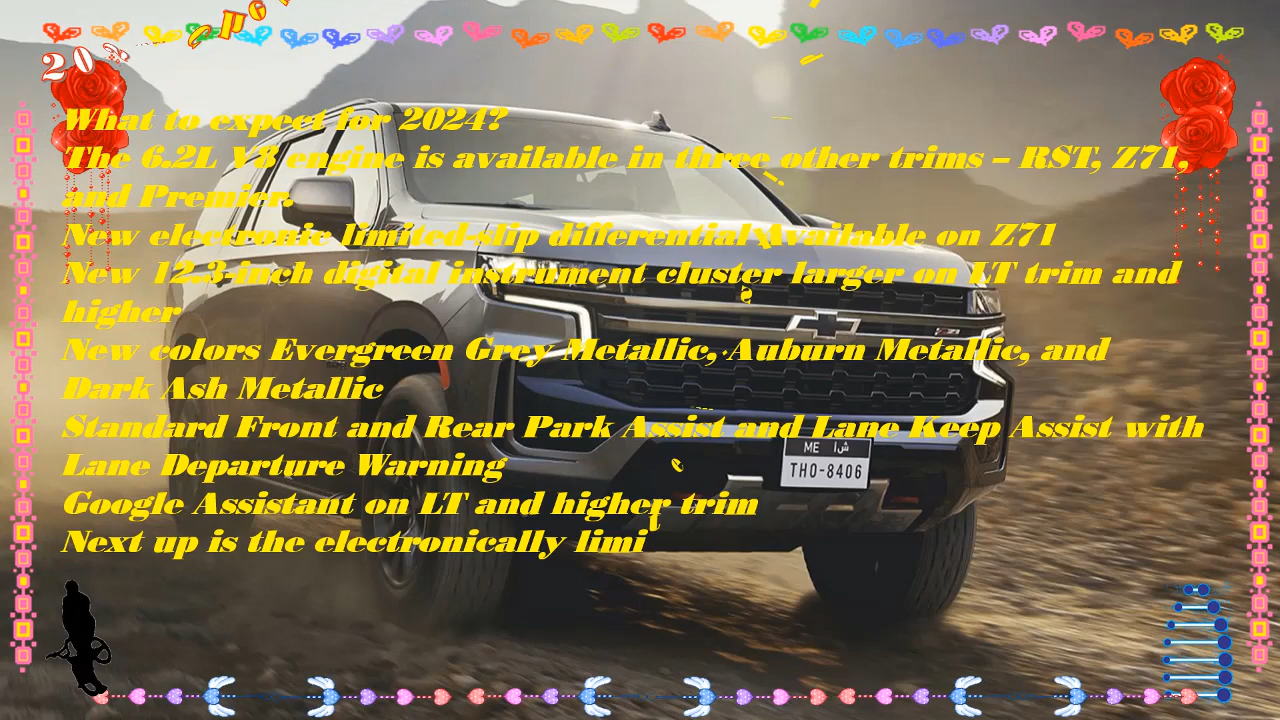 20
What to expect for 2024?
The 6.2L V8 engine is available in three other trims – RST, Z71,
and Premier.
New electronic limited-slip differential Available on Z71
New 12.3-inch digital instrument cluster larger on LT trim and
higher
New colors Evergreen Grey Metallic, Auburn Metallic, and
Dark Ash Metallic
Standard Front and Rear Park Assist and Lane Keep Assist with
Lane Departure Warning
Google Assistant on LT and higher trim
Next up is the electronically limi
ME شرا
THO-8406